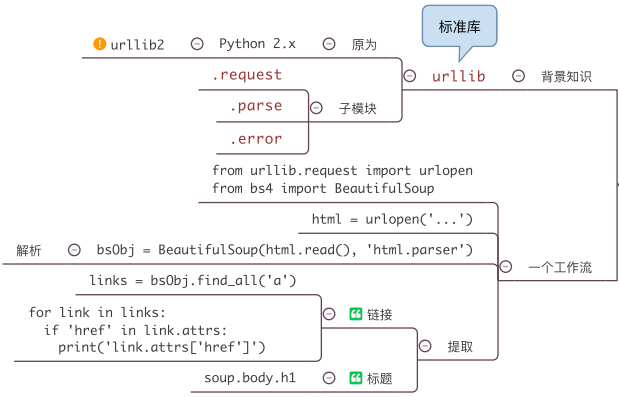 标准库
urllib2
Python 2.x
原为
.request
urllib
背景知识
.parse
子模块
.error
from urllib.request import urlopen
from bs4 import BeautifulSoup
html = urlopen('...')
解析
bsObj = BeautifulSoup(html.read(), 'html.parser')
一个工作流
links = bsObj.find_all('a')
for link in links:
if 'href' in link.attrs:
print('link.attrs['href']')
链接
提取
soup.body.h1
标题